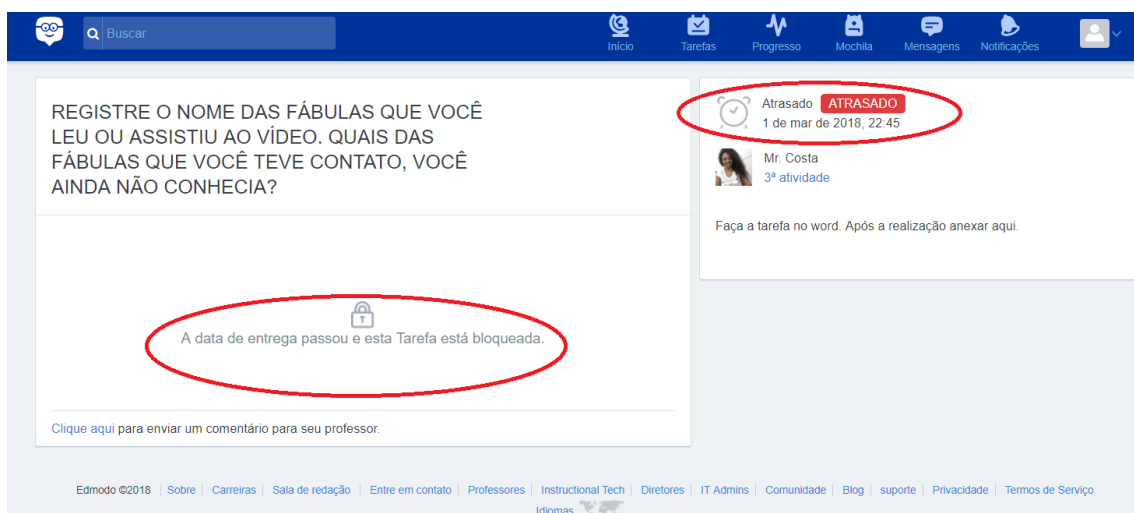 Buscar
Início
Tarefas
Progresso
Mochila
Mensagens
Notificações
REGISTRE O NOME DAS FÁBULAS QUE VOCÊ
LEU OU ASSISTIU AO VÍDEO. QUAIS DAS
FÁBULAS QUE VOCÊ TEVE CONTATO, VOCÊ
AINDA NÃO CONHECIA?
A data de entrega passou e esta Tarefa está bloqueada.
Clique aqui para enviar um comentário para seu professor.
Atrasado ATRASADO
1 de mar de 2018, 22:45
Mr. Costa
3ª atividade
Faça a tarefa no word. Após a realização anexar aqui.
Edmodo ©2018 | Sobre | Carreiras | Sala de redação | Entre em contato | Professores | Instructional Tech | Diretores | IT Admins | Comunidade | Blog | suporte | Privacidade | Termos de Serviço
Idiomas